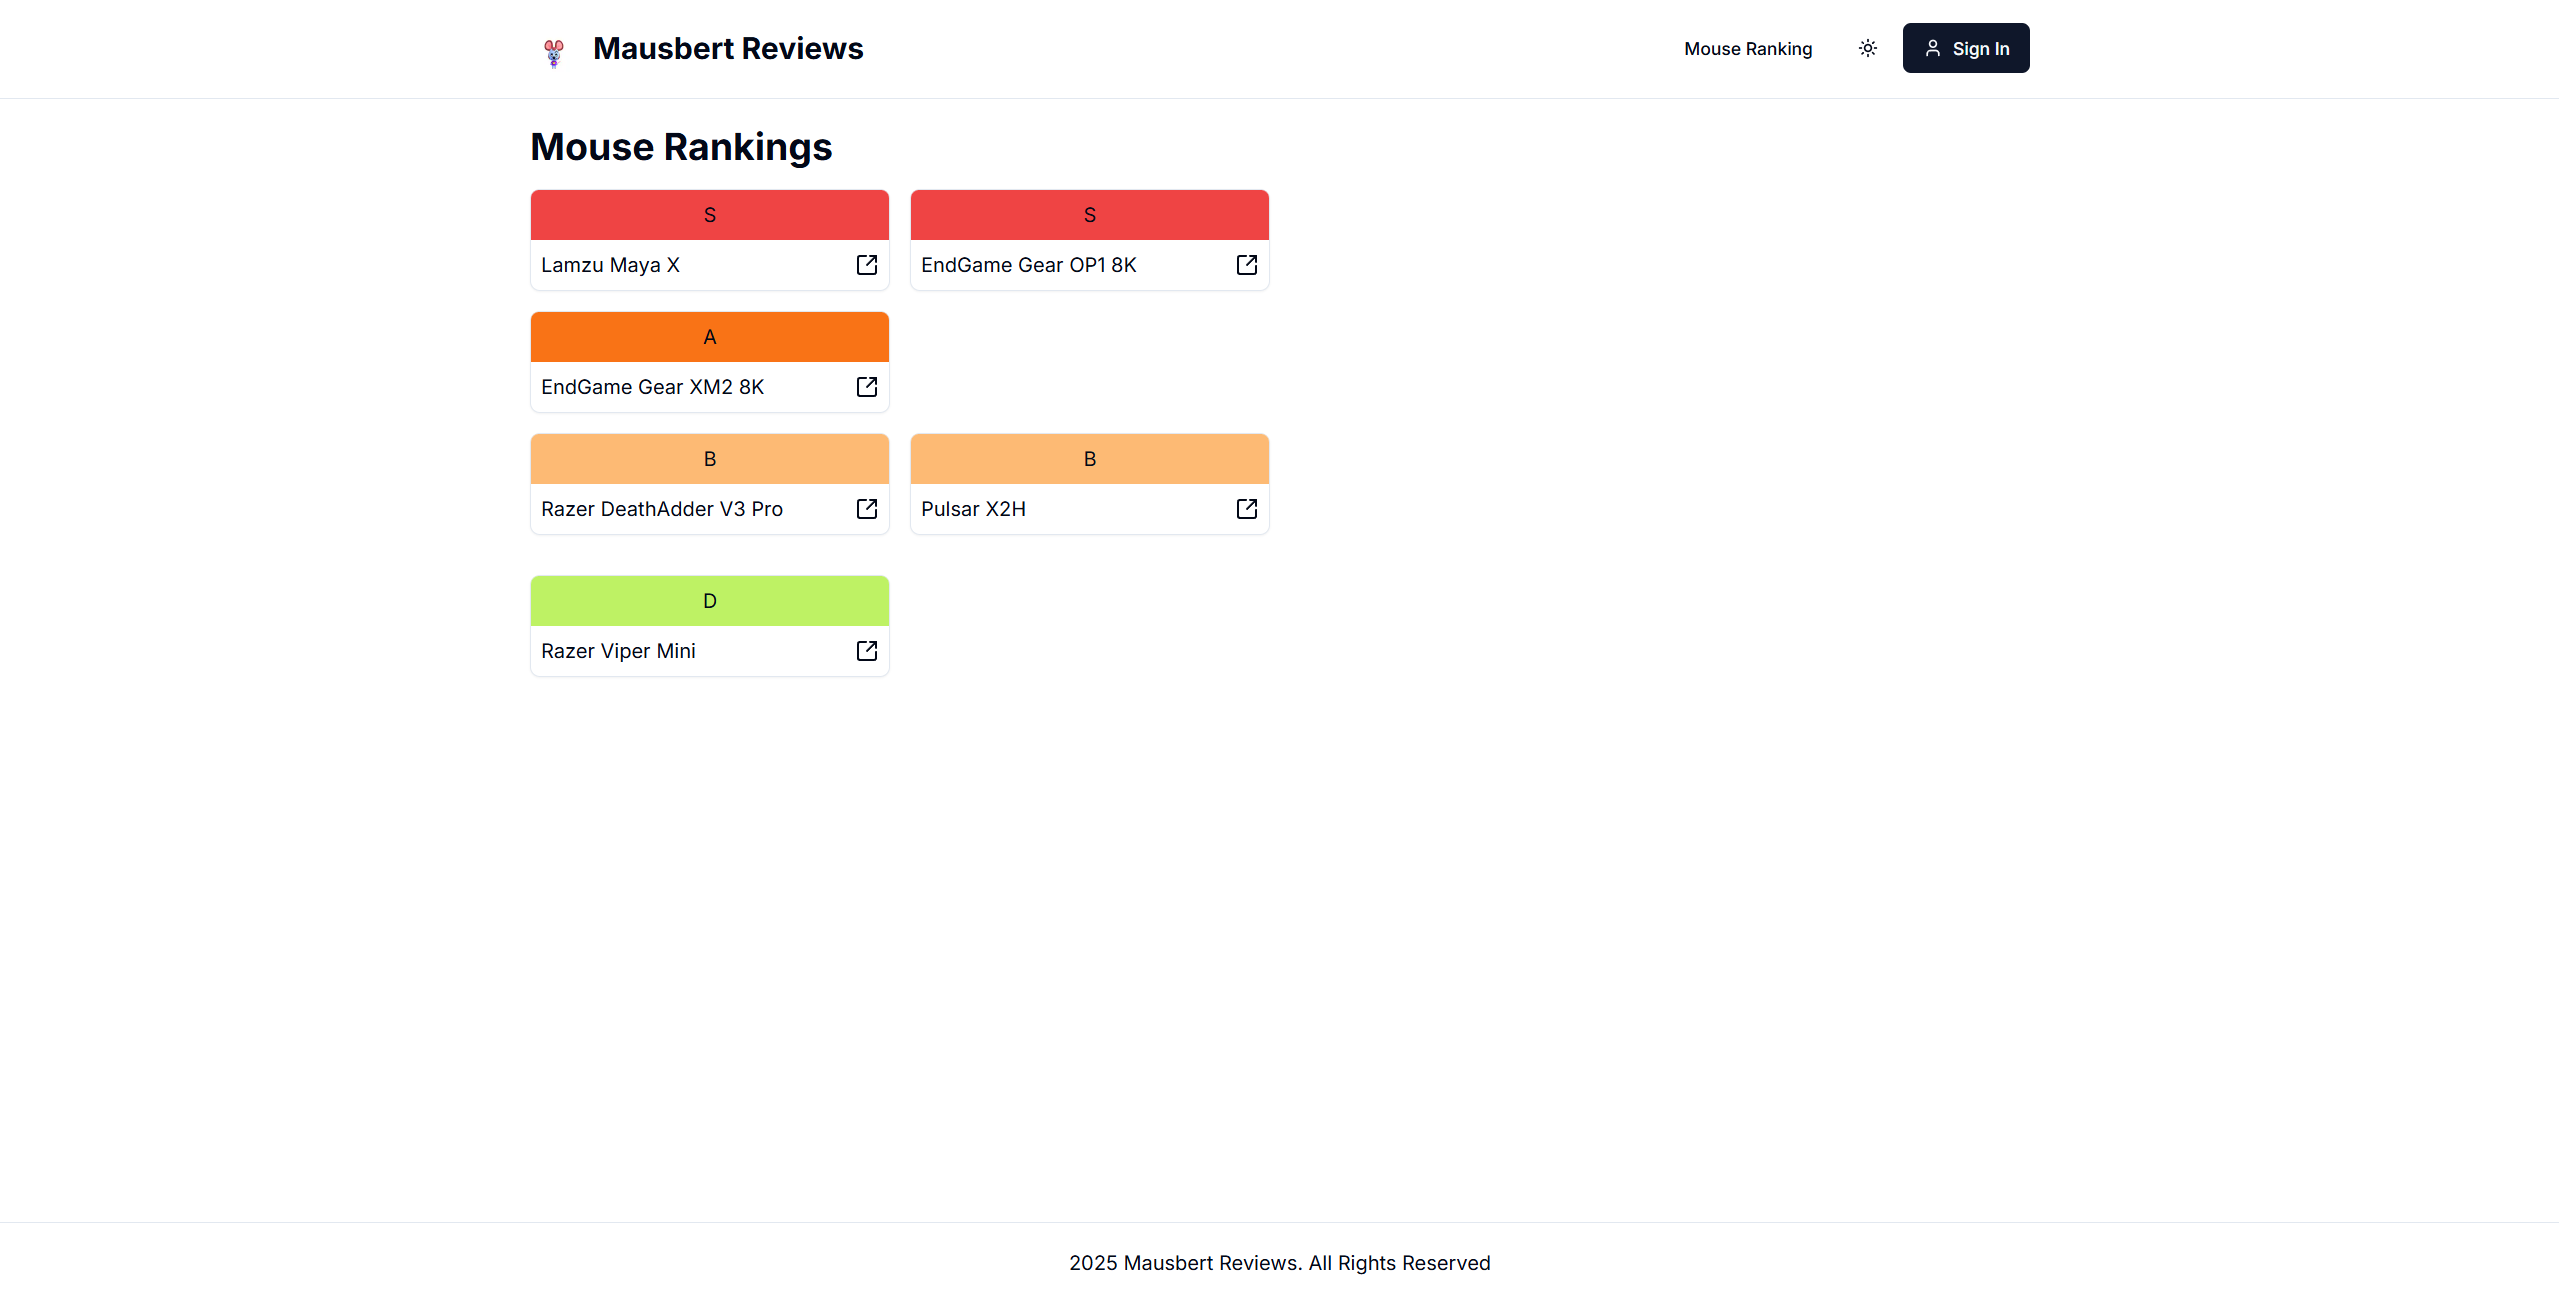 Mausbert Reviews
Mouse Ranking
Sign In
Mouse Rankings
S
Lamzu Maya X
S
EndGame Gear OP1 8K
A
EndGame Gear XM2 8K
B
Razer DeathAdder V3 Pro
B
Pulsar X2H
D
Razer Viper Mini
2025 Mausbert Reviews. All Rights Reserved